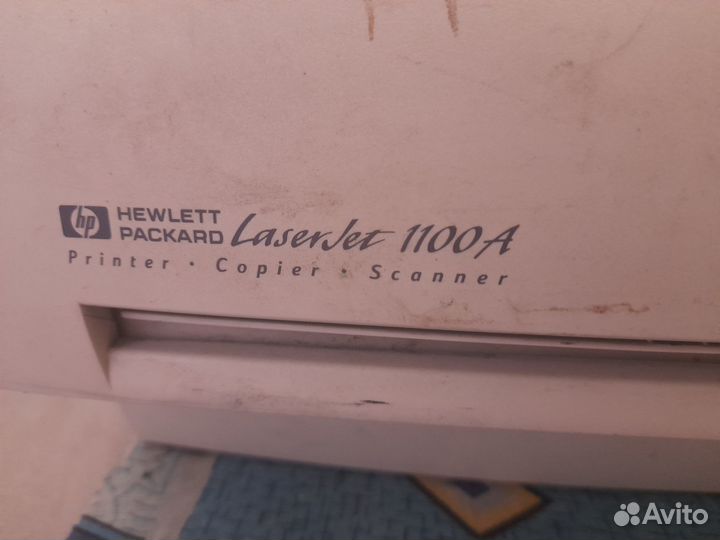 hp HEWLETT PACKARD LaserJet 1100A
Printer · Copier · Scanner
Avito